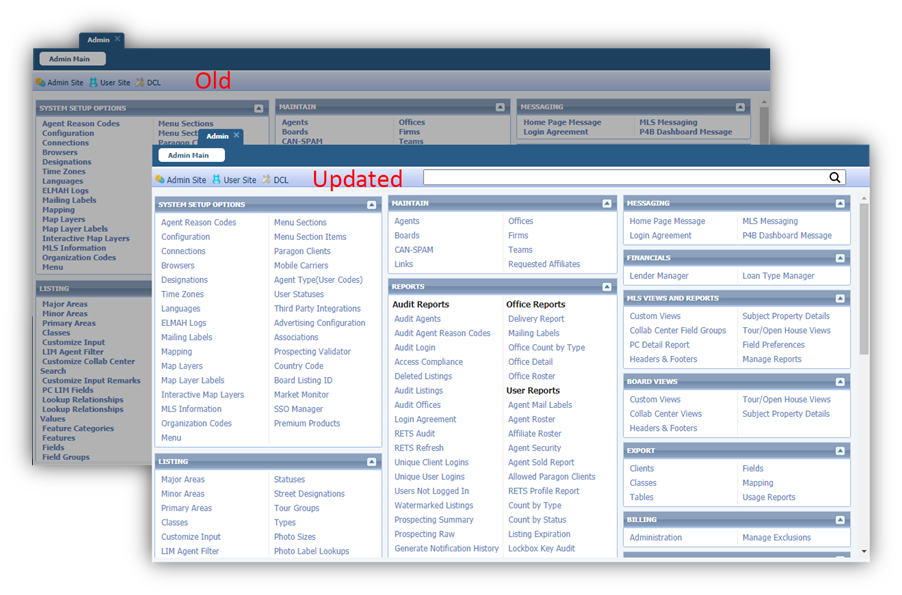 Admin
Admin Main
Admin Site User Site DCL
Old
SYSTEM SETUP OPTIONS
Agent Reason Codes
Configuration
Connections
Browsers
Designations
Time Zones
Languages
ELMAH Logs
Mailing Labels
Mapping
Map Layers
Map Layer Labels
Interactive Map Layers
MLS Information
Organization Codes
Menu
Menu Sections
LISTING
Major Areas
Minor Areas
Primary Areas
Classes
Customize Input
LIM Agent Filter
Customize Collab Center
Search
Customize Input Remarks
PC LIM Fields
Lookup Relationships
Lookup Relationships
Values
Feature Categories
Features
Fields
Field Groups
MAINTAIN
Agents
Boards
CAN-SPAM
Offices
Firms
Teams
MESSAGING
Home Page Message
Login Agreement
MLS Messaging
P4B Dashboard Message
Admin
Admin Main
Admin Site User Site DCL
Updated
SYSTEM SETUP OPTIONS
Agent Reason Codes
Configuration
Connections
Browsers
Designations
Time Zones
Languages
ELMAH Logs
Mailing Labels
Mapping
Map Layers
Map Layer Labels
Interactive Map Layers
MLS Information
Organization Codes
Menu
Menu Sections
Menu Section Items
Paragon Clients
Mobile Carriers
Agent Type(User Codes)
User Statuses
Third Party Integrations
Advertising Configuration
Associations
Prospecting Validator
Country Code
Board Listing ID
Market Monitor
SSO Manager
Premium Products
LISTING
Major Areas
Minor Areas
Primary Areas
Classes
Customize Input
LIM Agent Filter
Statuses
Street Designations
Tour Groups
Types
Photo Sizes
Photo Label Lookups
MAINTAIN
Agents
Boards
CAN-SPAM
Links
Offices
Firms
Teams
Requested Affiliates
REPORTS
Audit Reports
Audit Agents
Audit Agent Reason Codes
Audit Login
Access Compliance
Deleted Listings
Audit Listings
Audit Offices
Login Agreement
RETS Audit
RETS Refresh
Unique Client Logins
Unique User Logins
Users Not Logged In
Watermarked Listings
Prospecting Summary
Prospecting Raw
Generate Notification History
Office Reports
Delivery Report
Mailing Labels
Office Count by Type
Office Detail
Office Roster
User Reports
Agent Mail Labels
Agent Roster
Affiliate Roster
Agent Security
Agent Sold Report
Allowed Paragon Clients
RETS Profile Report
Count by Type
Count by Status
Listing Expiration
Lockbox Key Audit
MESSAGING
Home Page Message
Login Agreement
MLS Messaging
P4B Dashboard Message
FINANCIALS
Lender Manager
Loan Type Manager
MLS VIEWS AND REPORTS
Custom Views
Collab Center Field Groups
PC Detail Report
Headers & Footers
Subject Property Details
Tour/Open House Views
Field Preferences
Manage Reports
BOARD VIEWS
Custom Views
Collab Center Views
Headers & Footers
Tour/Open House Views
Subject Property Details
EXPORT
Clients
Classes
Tables
Fields
Mapping
Usage Reports
BILLING
Administration
Manage Exclusions